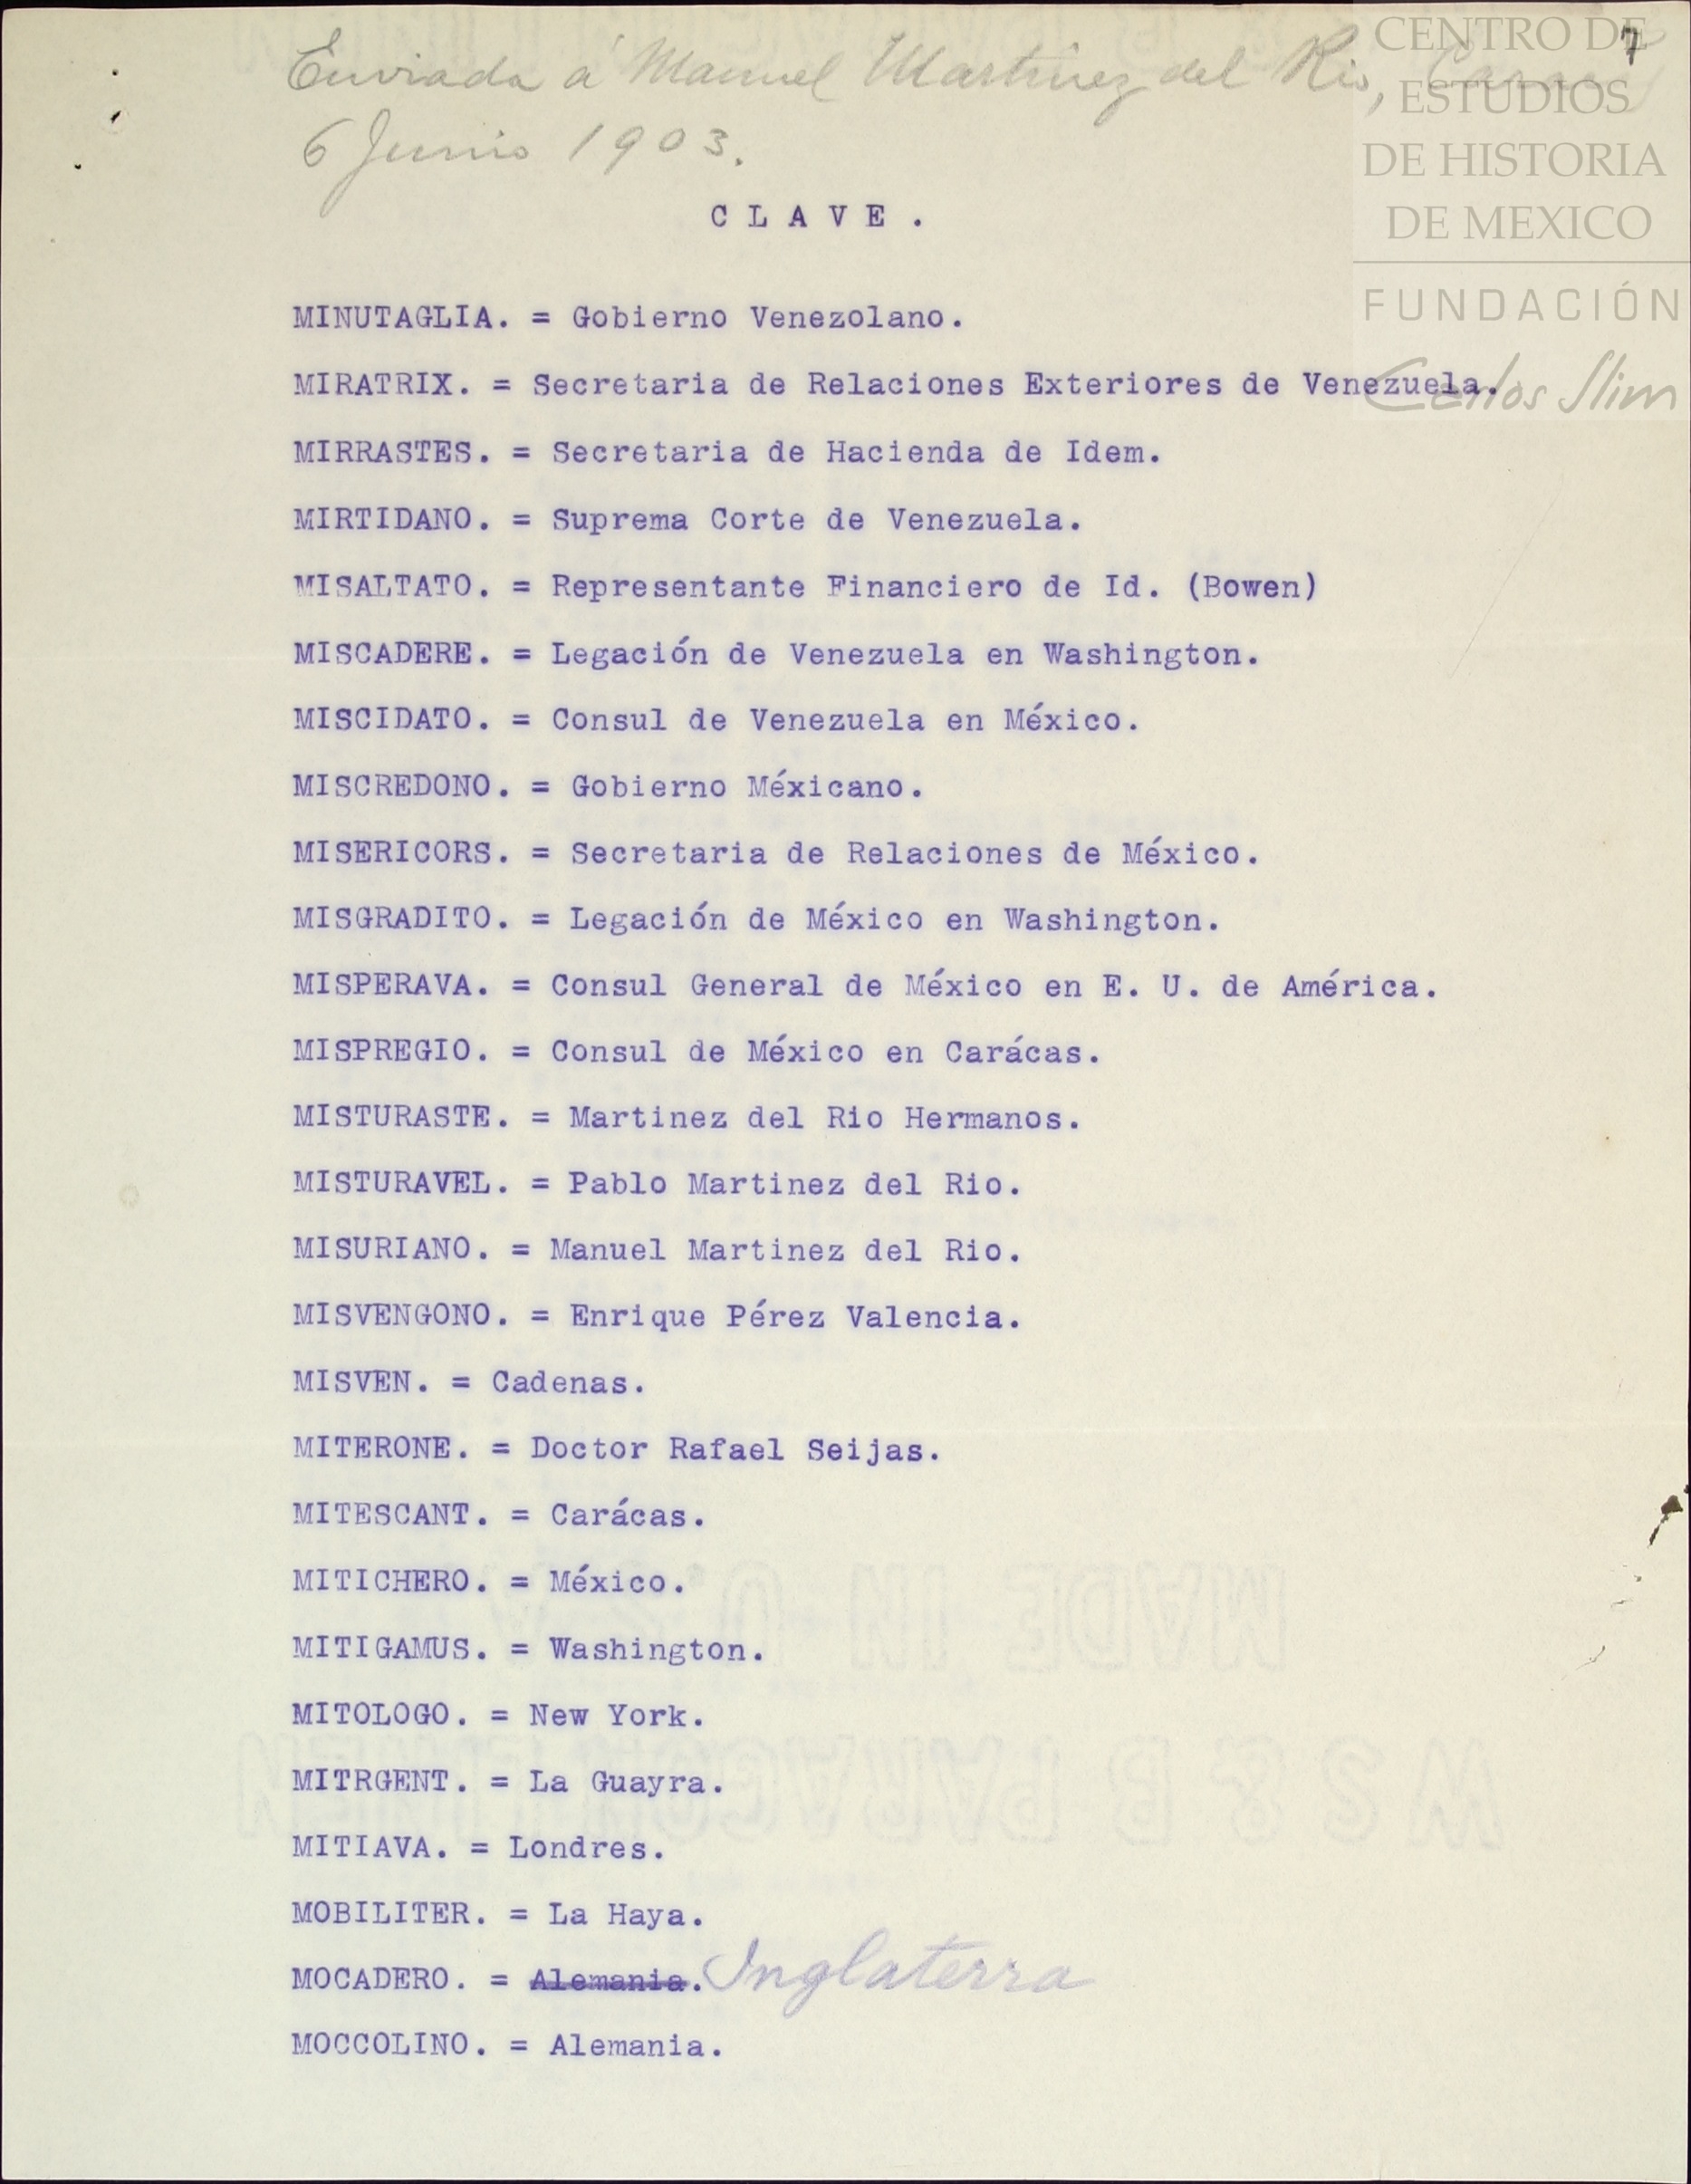 Enviada á Manuel Martinez del Rio,
6 Junio 1903.
7
CENTRO DE
ESTUDIOS
DE HISTORIA
DE MEXICO
FUNDACIÓN
Carlos Slim
CLAVE.
MINUTAGLIA. = Gobierno Venezolano.
MIRATRIX. = Secretaria de Relaciones Exteriores de Venezuela.
MIRRASTES. = Secretaria de Hacienda de Idem.
MIRTIDANO. = Suprema Corte de Venezuela.
MISALTATO. = Representante Financiero de Id. (Bowen)
MISCADERE. = Legación de Venezuela en Washington.
MISCIDATO. = Consul de Venezuela en México.
MISCREDONO. = Gobierno Méxicano.
MISERICORS. = Secretaria de Relaciones de México.
MISGRADITO. = Legación de México en Washington.
MISPERAVA. = Consul General de México en E. U. de América.
MISPREGIO. = Consul de México en Carácas.
MISTURASTE. = Martinez del Rio Hermanos.
MISTURAVEL. = Pablo Martinez del Rio.
MISURIANO. = Manuel Martinez del Rio.
MISVENGONO. = Enrique Pérez Valencia.
MISVEN. = Cadenas.
MITERONE. = Doctor Rafael Seijas.
MITESCANT. = Carácas.
MITICHERO. = México.
MITIGAMUS. = Washington.
MITOLOGO. = New York.
MITRGENT. = La Guayra.
MITIAVA. = Londres.
MOBILITER. = La Haya.
MOCADERO. = Alemania. Inglaterra
MOCCOLINO. = Alemania.
MADE IN U.S.A
W S & B PARAGON LINEN